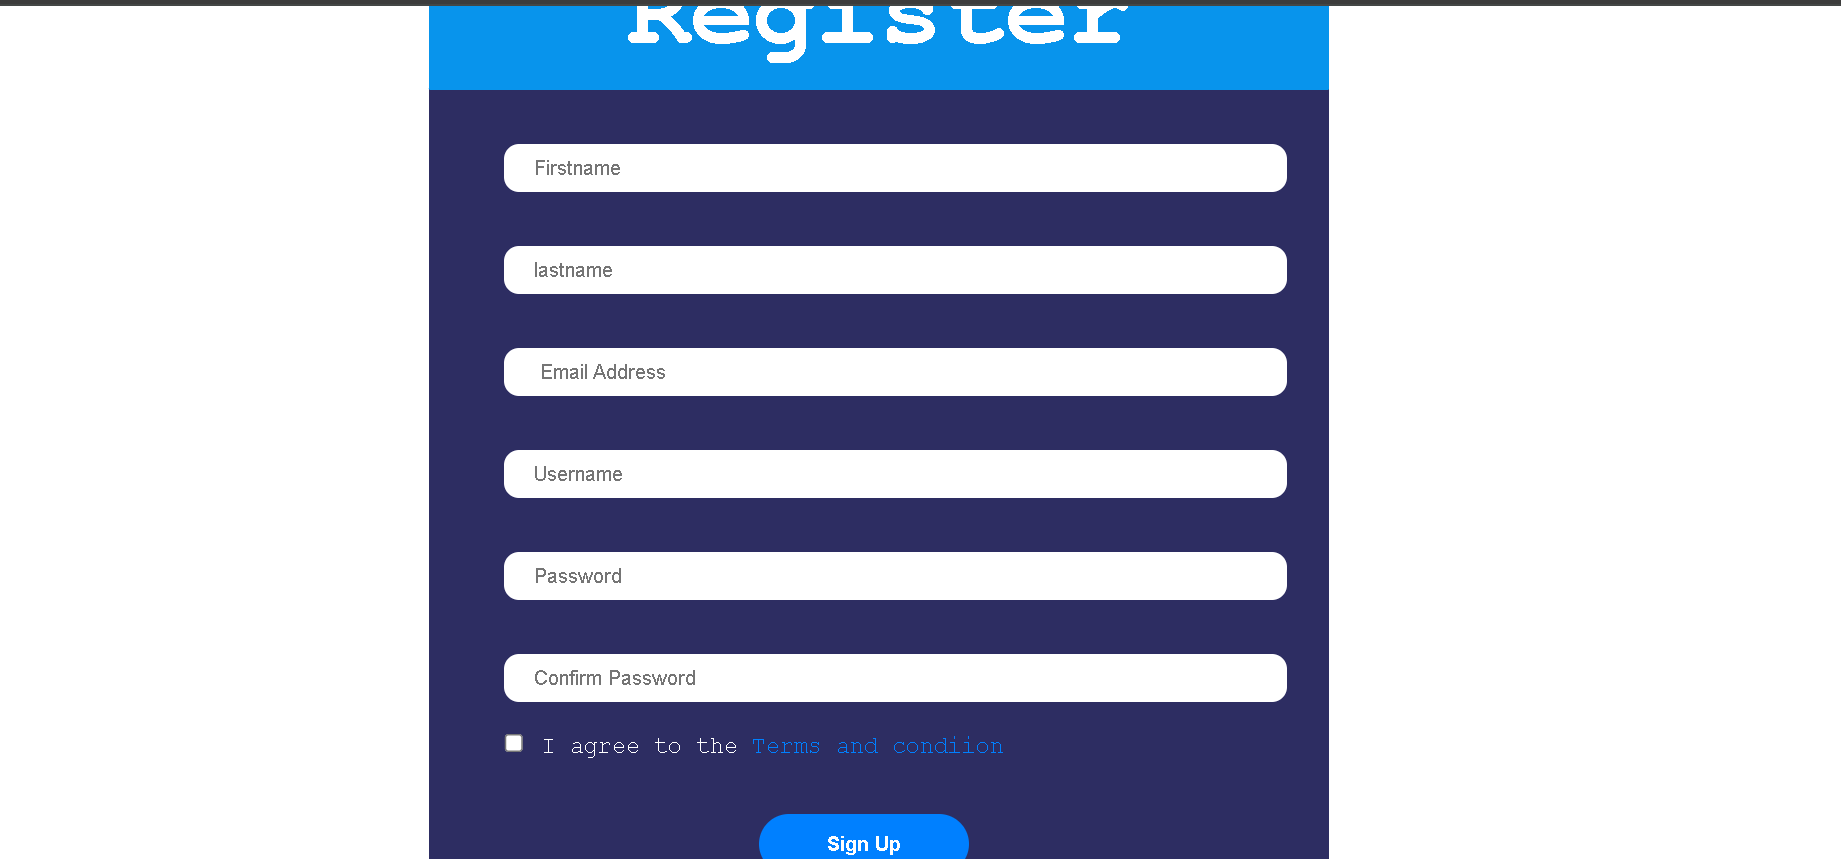 Register
Firstname
lastname
Email Address
Username
Password
Confirm Password
I agree to the Terms and condiion
Sign Up